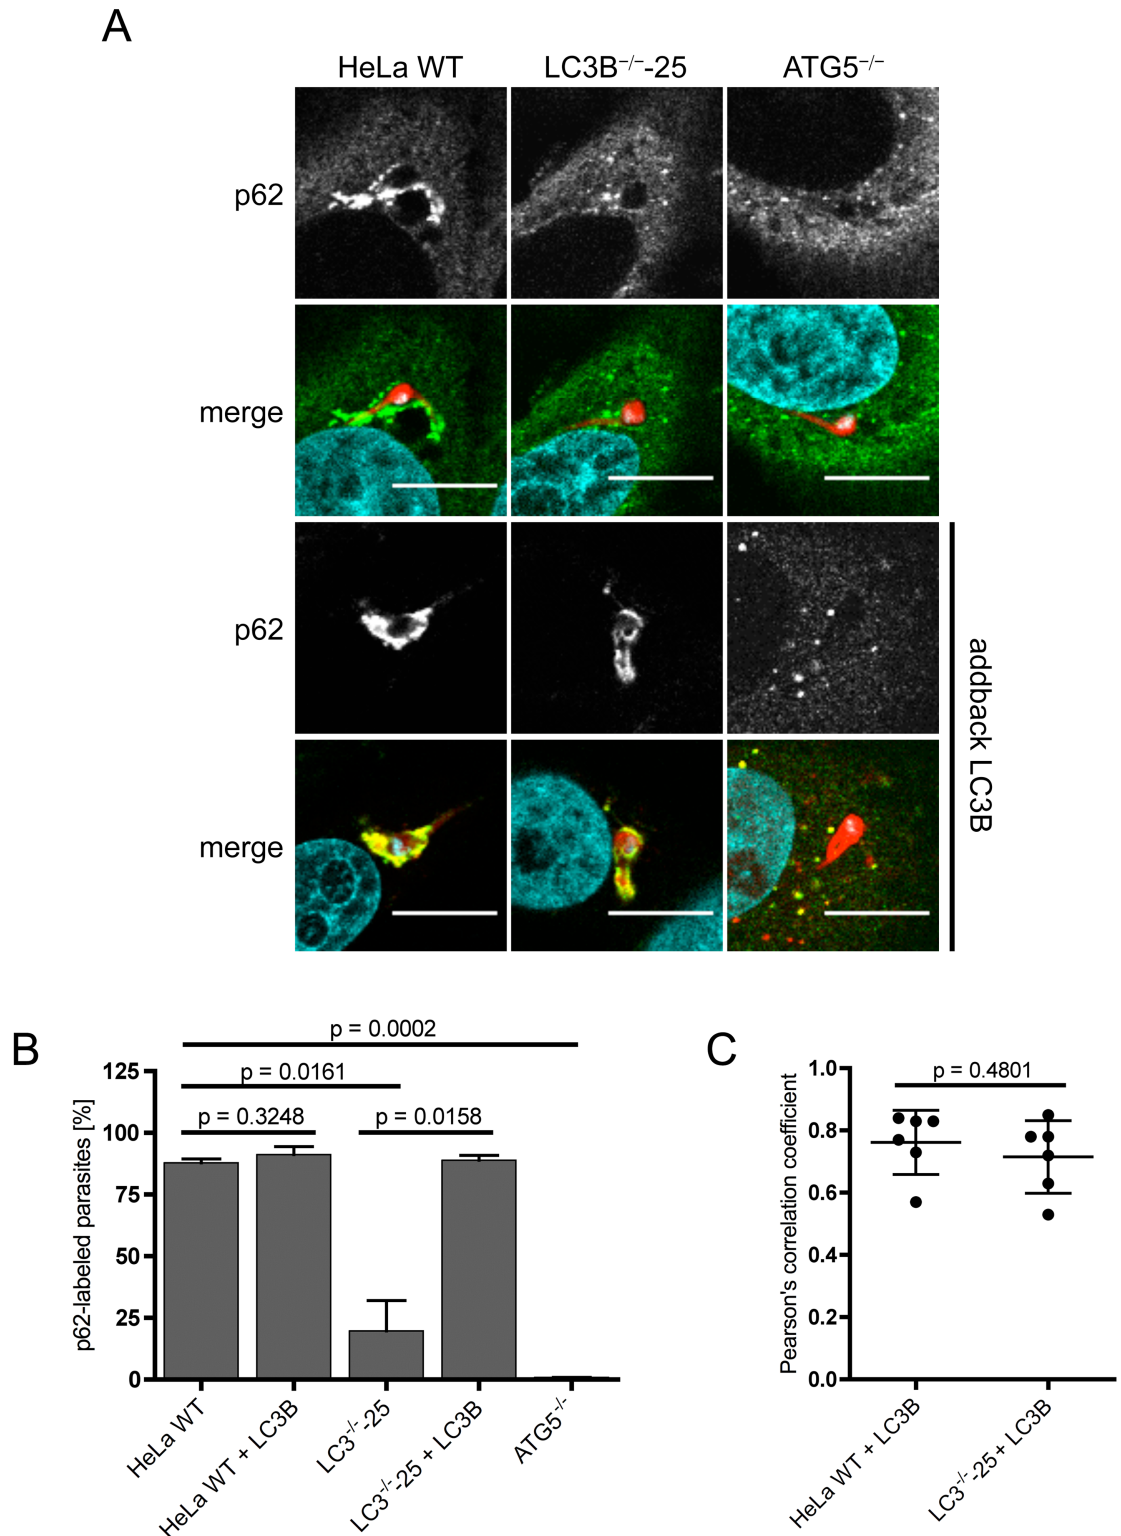 A
HeLa WT
LC3B⁻/⁻-25
ATG5⁻/⁻
p62
merge
p62
merge
addback LC3B
B
p = 0.0002
p = 0.0161
p = 0.3248
p = 0.0158
p62-labeled parasites [%]
125
100
75
50
25
0
HeLa WT
HeLa WT + LC3B
LC3⁻/⁻-25
LC3⁻/⁻-25 + LC3B
ATG5⁻/⁻
C
p = 0.4801
Pearson's correlation coefficient
1.0
0.8
0.6
0.4
0.2
0.0
HeLa WT + LC3B
LC3⁻/⁻-25+ LC3B